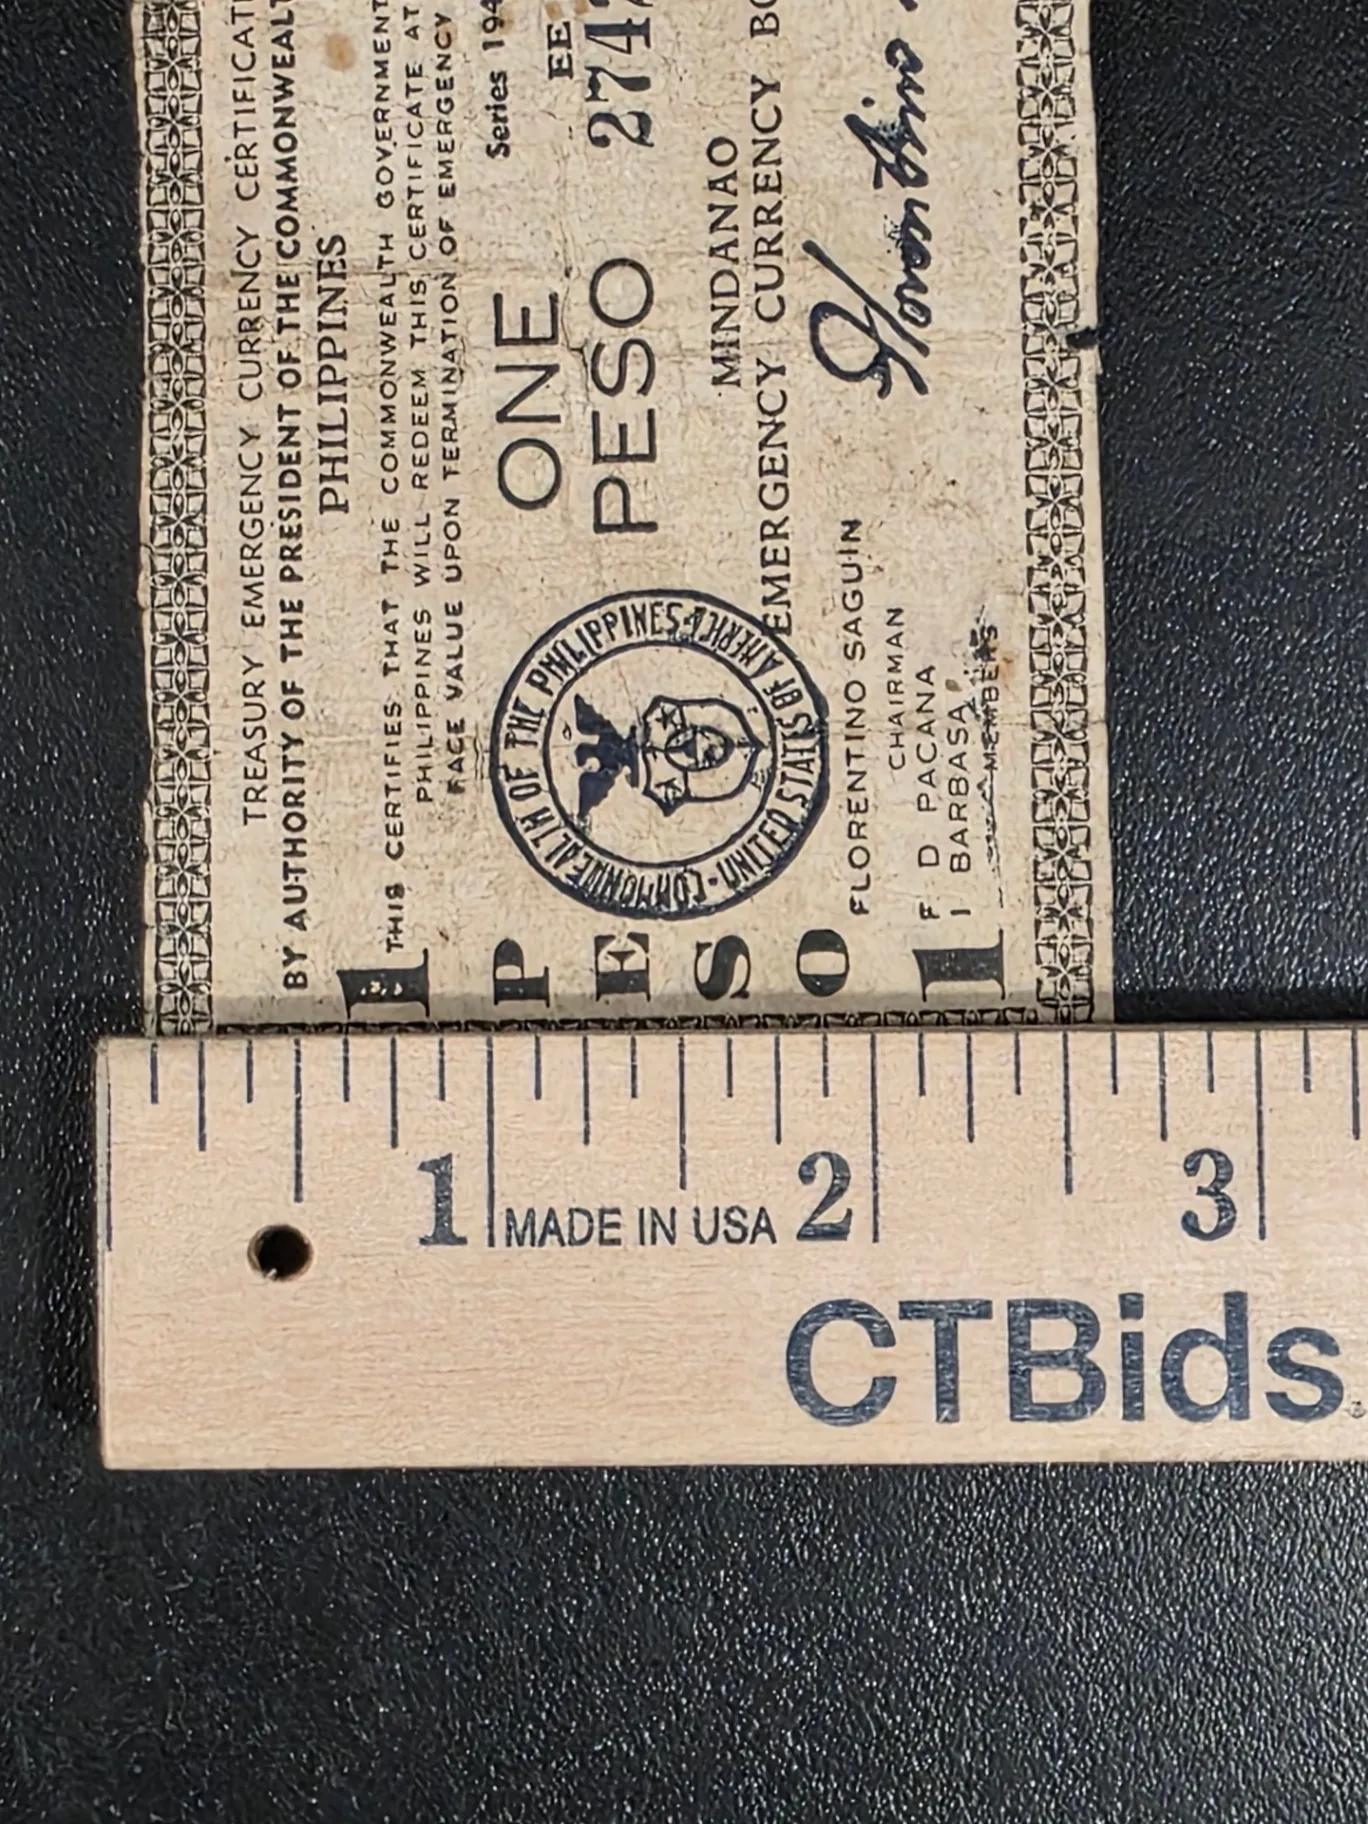 TREASURY EMERGENCY CURRENCY
BY AUTHORITY OF THE PRESIDENT OF THE
PHILIPPINES
THIS CERTIFIES THAT THE COMMONWEALTH GOVERNMENT
PHILIPPINES WILL REDEEM THIS CERTIFICATE AT
FACE VALUE UPON TERMINATION OF EMERGENCY
Series
EE
ONE
PESO
MINDANAO
EMERGENCY CURRENCY
COMMONWEALTH OF THE PHILIPPINES
UNITED STATES OF AMERICA
FLORENTINO SAGUIN
CHAIRMAN
F D PACANA
I BARBASA
MEMBERS
1 PESO 1
1 2 3
MADE IN USA
CTBids